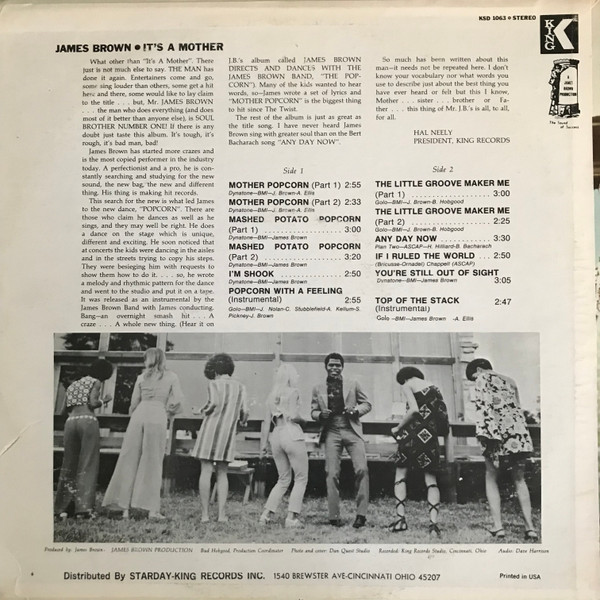 KSD 1063 • STEREO
KING
K
JAMES BROWN • IT'S A MOTHER
A
JAMES
BROWN
PRODUCTION
The Sound
of Success
What other than "It's A Mother". There
just is not much else to say. THE MAN has
done it again. Entertainers come and go,
some sing louder than others, some get a hit
here and there, some would like to lay claim
to the title . . . but, Mr. JAMES BROWN
. . . the man who does everything (and does
most of it better than anyone else), is SOUL
BROTHER NUMBER ONE! If there is any
doubt just taste this album. It's tough, it's
rough, it's bad man, bad!
James Brown has started more crazes and
is the most copied performer in the industry
today. A perfectionist and a pro, he is con-
stantly searching and studying for the new
sound, the new bag, the new and different
thing. His thing is making hit records.
This search for the new is what led James
to the new dance, "POPCORN". There are
those who claim he dances as well as he
sings, and they may well be right. He does
a dance on the stage which is unique,
different and exciting. He soon noticed that
at concerts the kids were dancing in the aisles
and in the streets trying to copy his steps.
They were besieging him with requests to
show them how to do it. . . . so, he wrote
a melody and rhythmic pattern for the dance
and went to the studio and put it on a tape.
It was released as an instrumental by the
James Brown Band with James conducting.
Bang—an overnight smash hit . . . A
craze . . . A whole new thing. (Hear it on
J.B.'s album called JAMES BROWN
DIRECTS AND DANCES WITH THE
JAMES BROWN BAND, "THE POP-
CORN"). Many of the kids wanted to hear
words, so—James wrote a set of lyrics and
"MOTHER POPCORN" is the biggest thing
to hit since The Twist.
The rest of the album is just as great as
the title song. I have never heard James
Brown sing with greater soul than on the Bert
Bacharach song "ANY DAY NOW".
So much has been written about this
man—it need not be repeated here. I don't
know your vocabulary nor what words you
use to describe just about the best thing you
have ever heard or felt but this I know,
Mother . . . sister . . . brother or fa-
ther . . . this thing of Mr. J.B.'s is all, to all,
for all.
HAL NEELY
PRESIDENT, KING RECORDS
Side 1
MOTHER POPCORN (Part 1) 2:55
Dynatone—BMI—J. Brown-A. Ellis
MOTHER POPCORN (Part 2) 2:33
Dynatone—BMI—J. Brown-A. Ellis
MASHED POTATO POPCORN
(Part 1) . . . . . . . . . . . . . . . . . 3:00
Dynatone—BMI—James Brown
MASHED POTATO POPCORN
(Part 2) . . . . . . . . . . . . . . . . . 3:20
Dynatone—BMI—James Brown
I'M SHOOK . . . . . . . . . . . . . 2:50
Dynatone—BMI—James Brown
POPCORN WITH A FEELING
(Instrumental) 2:55
Golo—BMI—J. Nolan-C. Stubblefield-A. Kellum-S.
Pickney-J. Brown
Side 2
THE LITTLE GROOVE MAKER ME
(Part 1) . . . . . . . . . . . . . . . . . 3:00
Golo—BMI—J. Brown-B. Hobgood
THE LITTLE GROOVE MAKER ME
(Part 2) . . . . . . . . . . . . . . . . . 2:25
Golo—BMI—J. Brown-B. Hobgood
ANY DAY NOW . . . . . . . . . . 3:30
Plan Two—ASCAP—H. Hilliard-B. Bacharach
IF I RULED THE WORLD . . . 2:50
(Bricusse-Ornadel) Chappell (ASCAP)
YOU'RE STILL OUT OF SIGHT
Dynatone—BMI—James Brown 3:05
TOP OF THE STACK 2:47
(Instrumental)
Golo—BMI—James Brown -A. Ellis
Produced by: James Brown - JAMES BROWN PRODUCTION Bud Hobgood, Production Coordinator Photo and cover: Dan Quest Studio Recorded: King Records Studio, Cincinnati, Ohio Audio: Dave Harrison
Distributed By STARDAY-KING RECORDS INC. 1540 BREWSTER AVE-CINCINNATI OHIO 45207
Printed in USA